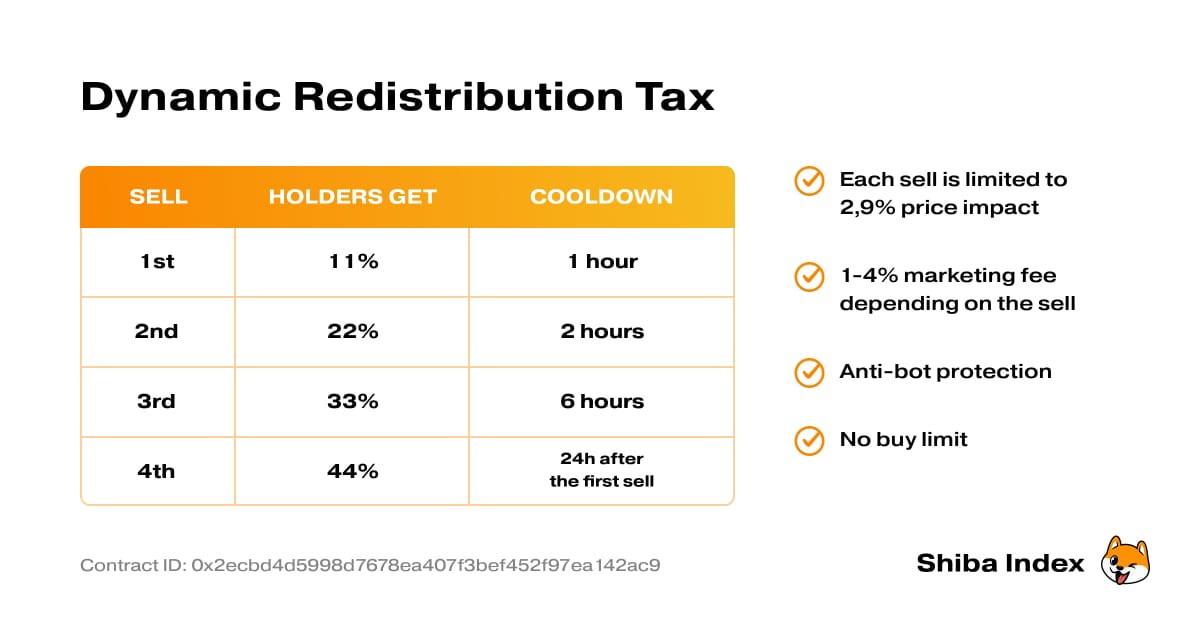 Dynamic Redistribution Tax
SELL HOLDERS GET COOLDOWN
1st 11% 1 hour
2nd 22% 2 hours
3rd 33% 6 hours
4th 44% 24h after
the first sell
Each sell is limited to
2,9% price impact
1-4% marketing fee
depending on the sell
Anti-bot protection
No buy limit
Contract ID: 0x2ecbd4d5998d7678ea407f3bef452f97ea142ac9
Shiba Index